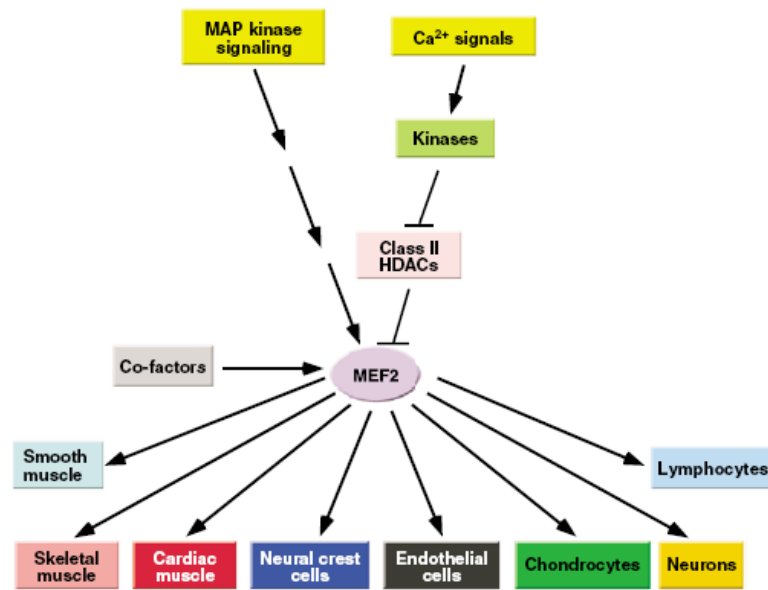 MAP kinase
signaling
Ca²⁺ signals
Kinases
Class II
HDACs
Co-factors
MEF2
Smooth
muscle
Lymphocytes
Skeletal
muscle
Cardiac
muscle
Neural crest
cells
Endothelial
cells
Chondrocytes
Neurons